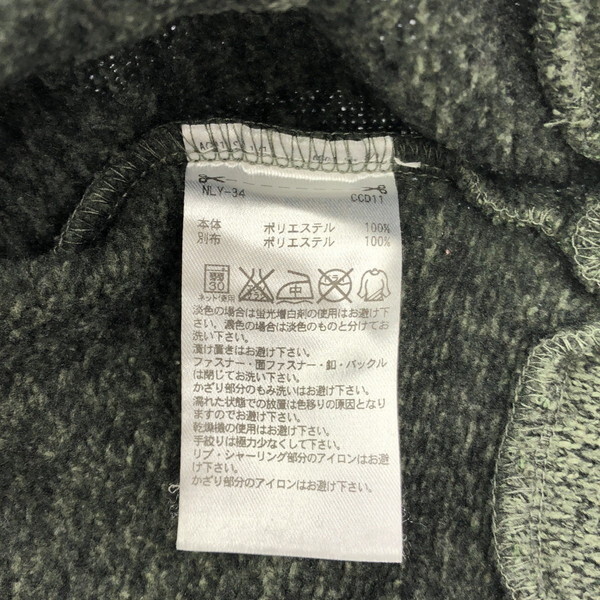 NLY-34 CCD11
本体 ポリエステル 100%
別布 ポリエステル 100%
30 中
ネット使用
淡色の場合は蛍光増白剤の使用はお避け下
さい。濃色の場合は淡色のものと分けてお
洗い下さい。
漬け置きはお避け下さい。
ファスナー・面ファスナー・釦・バックル
は閉じてお洗い下さい。
かざり部分のもみ洗いはお避け下さい。
濡れた状態での放置は色移りの原因となり
ますのでお避け下さい。
乾燥機の使用はお避け下さい。
手絞りは極力少なくして下さい。
リブ・シャーリング部分のアイロンはお避
け下さい。
かざり部分のアイロンはお避け下さい。